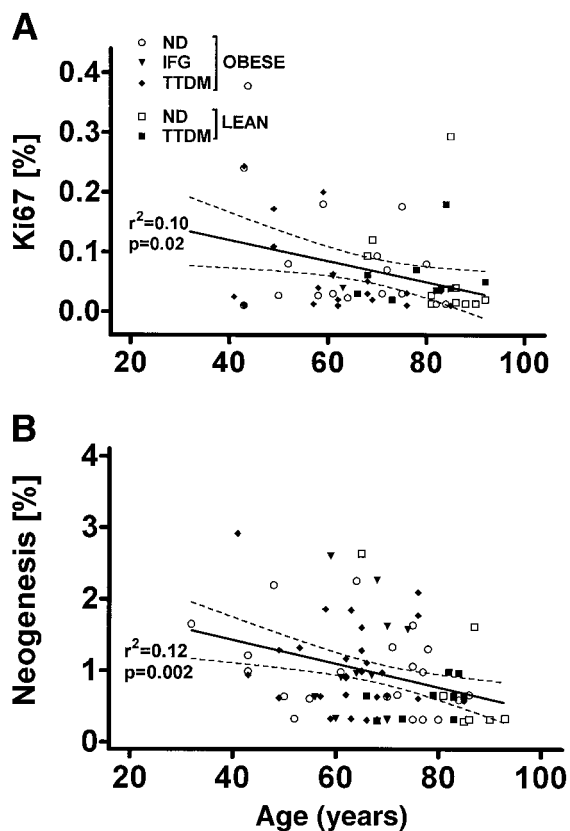 A
ND
IFG
TTDM
OBESE
ND
TTDM
LEAN
Ki67 [%]
0.4
0.3
0.2
0.1
0.0
r²=0.10
p=0.02
20 40 60 80 100
B
Neogenesis [%]
4
3
2
1
0
r²=0.12
p=0.002
20 40 60 80 100
Age (years)